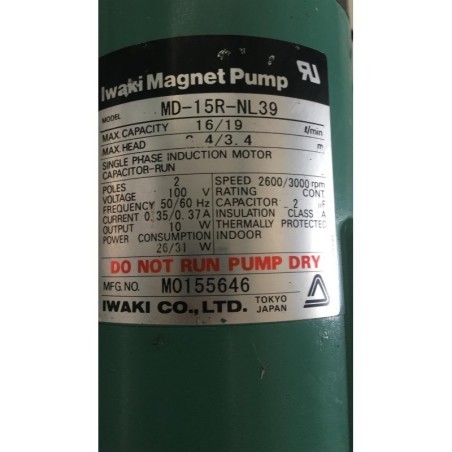 Iwaki Magnet Pump
MODEL MD-15R-NL39
MAX. CAPACITY 16/19 ℓ/min
MAX. HEAD 4/3.4 m
SINGLE PHASE INDUCTION MOTOR
CAPACITOR-RUN
POLES 2 SPEED 2600/3000 rpm
VOLTAGE 100 V RATING CONT.
FREQUENCY 50/60 Hz CAPACITOR 2 μF
CURRENT 0.35/0.37A INSULATION CLASS A
OUTPUT 10 W THERMALLY PROTECTED
POWER CONSUMPTION INDOOR
26/31 W
DO NOT RUN PUMP DRY
MFG. NO. M0155646
IWAKI CO., LTD. TOKYO
JAPAN